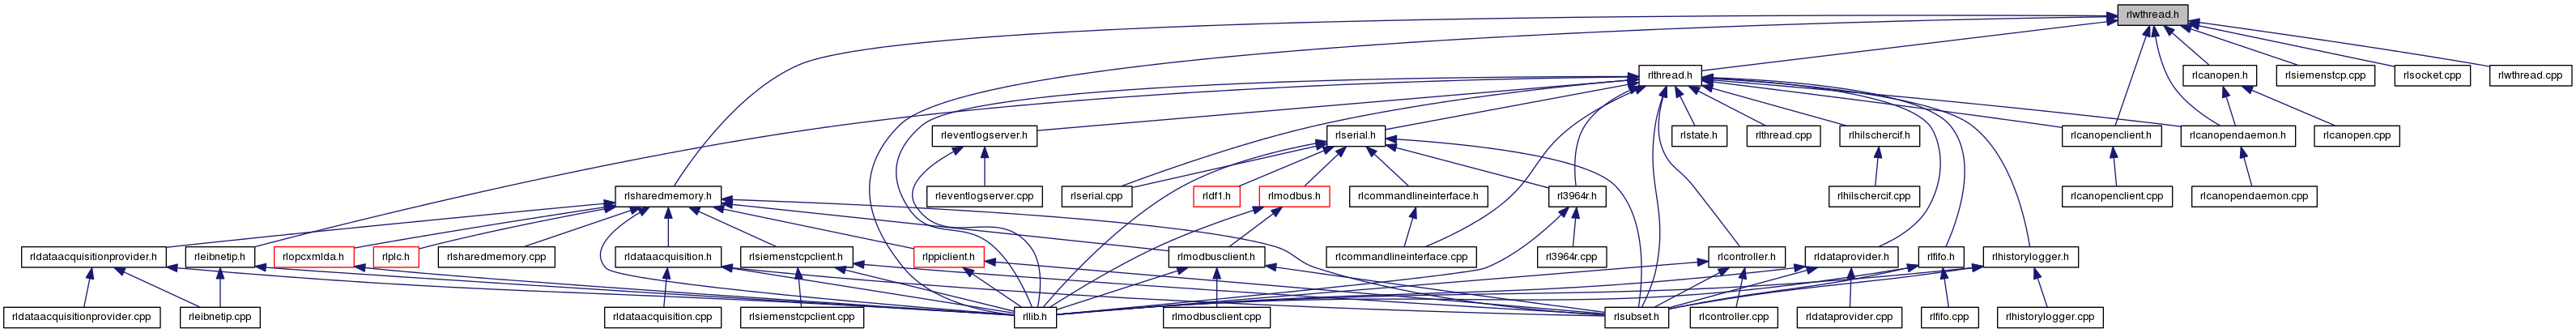 rlwthread.h
rlthread.h
rlcanopen.h
rlsiemenstcp.cpp
rlsocket.cpp
rlwthread.cpp
rleventlogserver.h
rlserial.h
rlstate.h
rlthread.cpp
rlhilschercif.h
rlcanopenclient.h
rlcanopendaemon.h
rlcanopen.cpp
rlsharedmemory.h
rleventlogserver.cpp
rlserial.cpp
rldf1.h
rlmodbus.h
rlcommandlineinterface.h
rl3964r.h
rlhilschercif.cpp
rlcanopenclient.cpp
rlcanopendaemon.cpp
rldataacquisitionprovider.h
rleibnetip.h
rlopcxmlda.h
rlplc.h
rlsharedmemory.cpp
rldataacquisition.h
rlsiemenstcpclient.h
rlppiclient.h
rlmodbusclient.h
rlcommandlineinterface.cpp
rl3964r.cpp
rlcontroller.h
rldataprovider.h
rlfifo.h
rlhistorylogger.h
rldataacquisitionprovider.cpp
rleibnetip.cpp
rldataacquisition.cpp
rlsiemenstcpclient.cpp
rllib.h
rlmodbusclient.cpp
rlsubset.h
rlcontroller.cpp
rldataprovider.cpp
rlfifo.cpp
rlhistorylogger.cpp